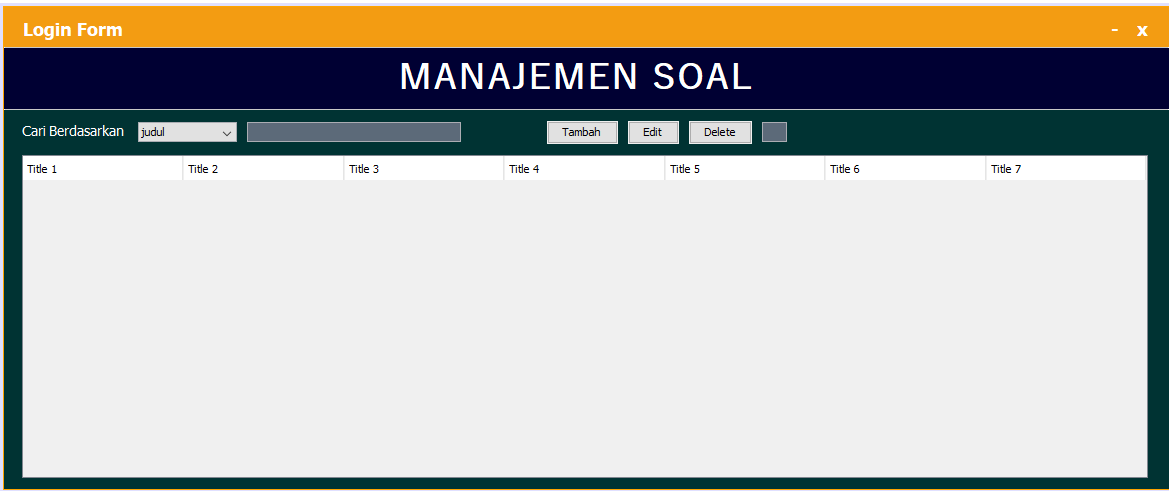 Login Form - x
MANAJEMEN SOAL
Cari Berdasarkan judul Tambah Edit Delete
Title 1 Title 2 Title 3 Title 4 Title 5 Title 6 Title 7